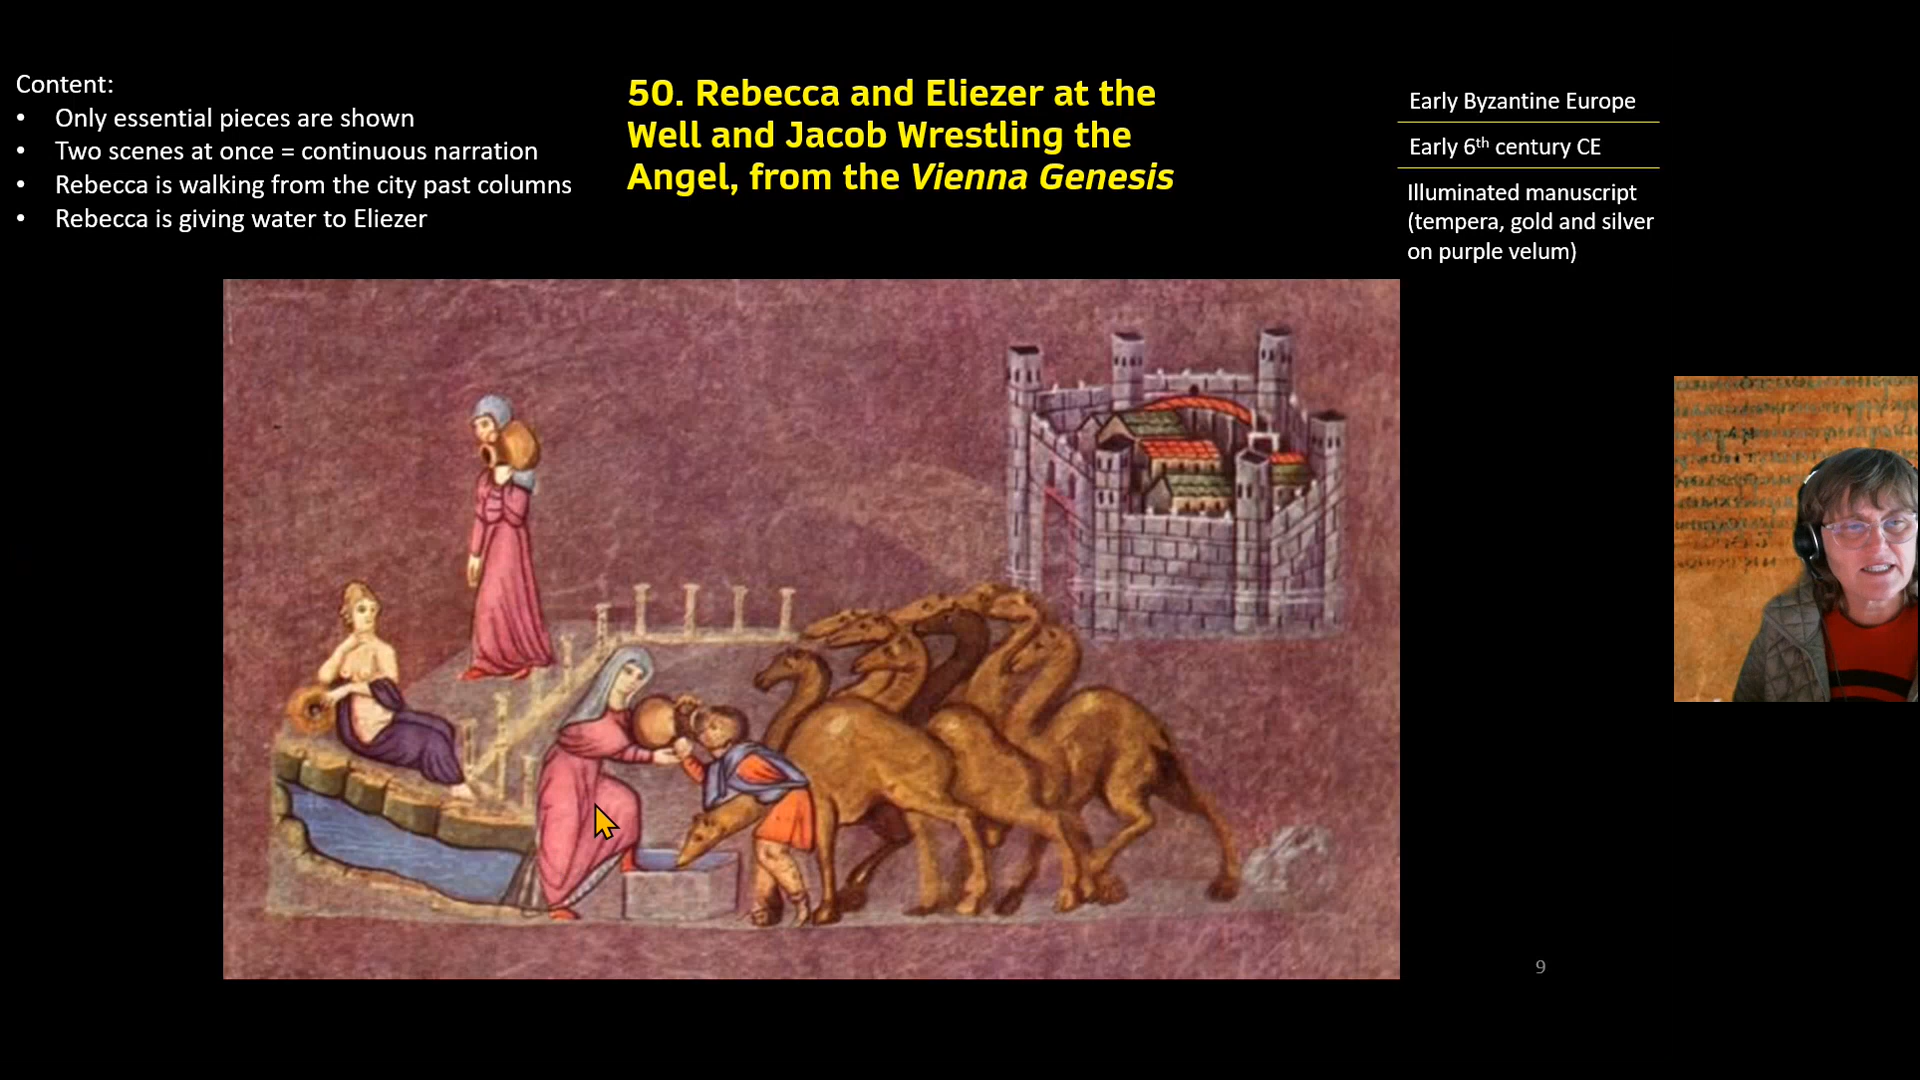 Content:
• Only essential pieces are shown
• Two scenes at once = continuous narration
• Rebecca is walking from the city past columns
• Rebecca is giving water to Eliezer
50. Rebecca and Eliezer at the
Well and Jacob Wrestling the
Angel, from the Vienna Genesis
Early Byzantine Europe
Early 6th century CE
Illuminated manuscript
(tempera, gold and silver
on purple velum)
9